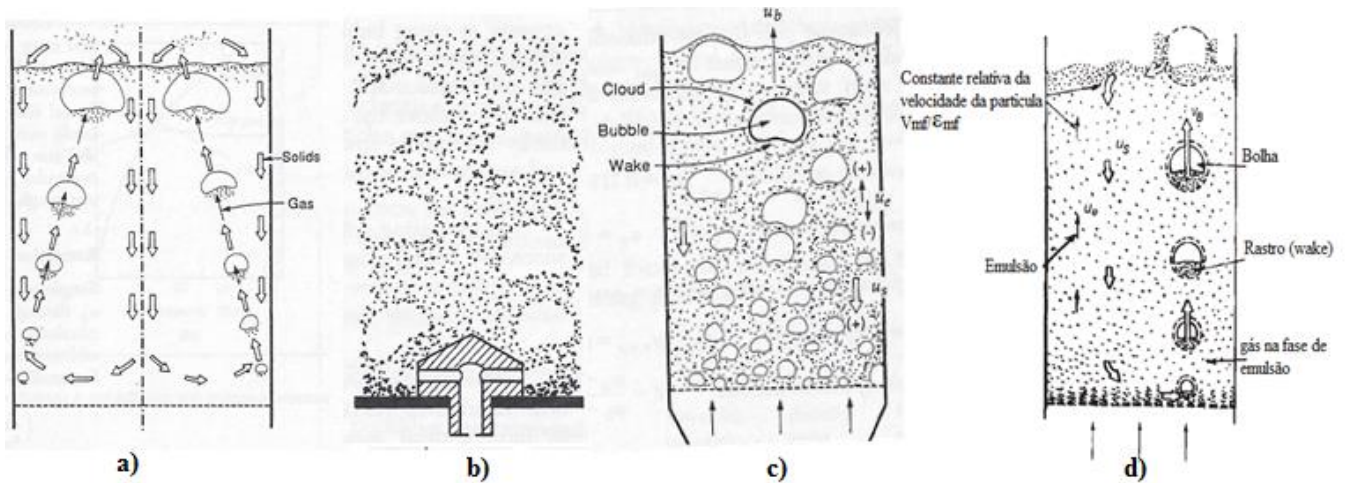 Solids
Gas
a)
b)
u_b
Cloud
Bubble
Wake
(+)
u_e
(-)
u_s
(+)
c)
Constante relativa da
velocidade da partícula
Vmf/εmf
u_s
v_B
Bolha
u_e
Emulsão
Rastro (wake)
gás na fase de
emulsão
d)